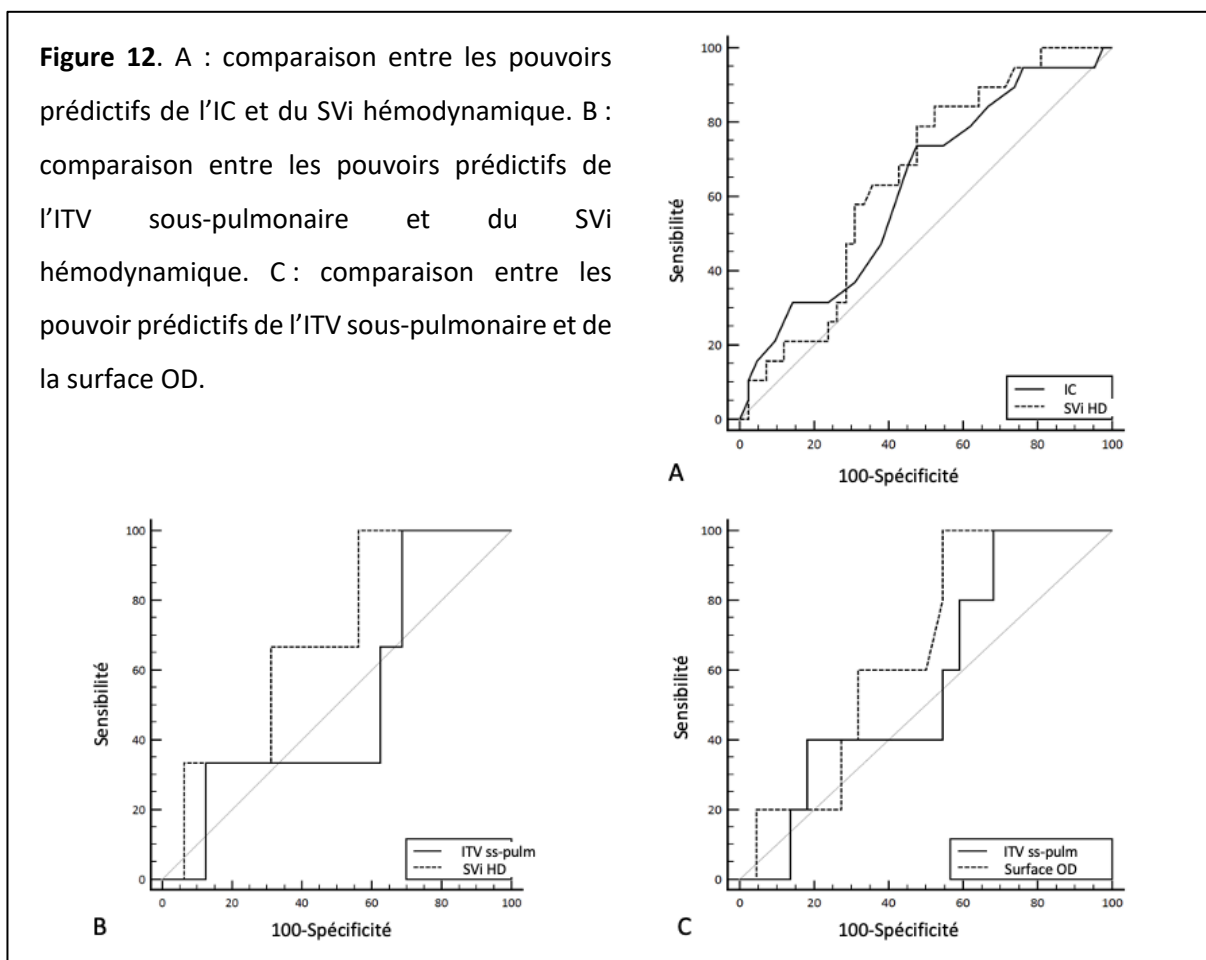 Figure 12. A : comparaison entre les pouvoirs
prédictifs de l’IC et du SVi hémodynamique. B :
comparaison entre les pouvoirs prédictifs de
l’ITV sous-pulmonaire et du SVi
hémodynamique. C : comparaison entre les
pouvoir prédictifs de l’ITV sous-pulmonaire et de
la surface OD.
100
80
60
40
20
0
Sensibilité
0 20 40 60 80 100
100-Spécificité
IC
SVi HD
A
100
80
60
40
20
0
Sensibilité
0 20 40 60 80 100
100-Spécificité
ITV ss-pulm
SVi HD
B
100
80
60
40
20
0
Sensibilité
0 20 40 60 80 100
100-Spécificité
ITV ss-pulm
Surface OD
C